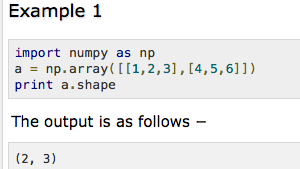 Example 1
import numpy as np
a = np.array([[1,2,3],[4,5,6]])
print a.shape
The output is as follows −
(2, 3)